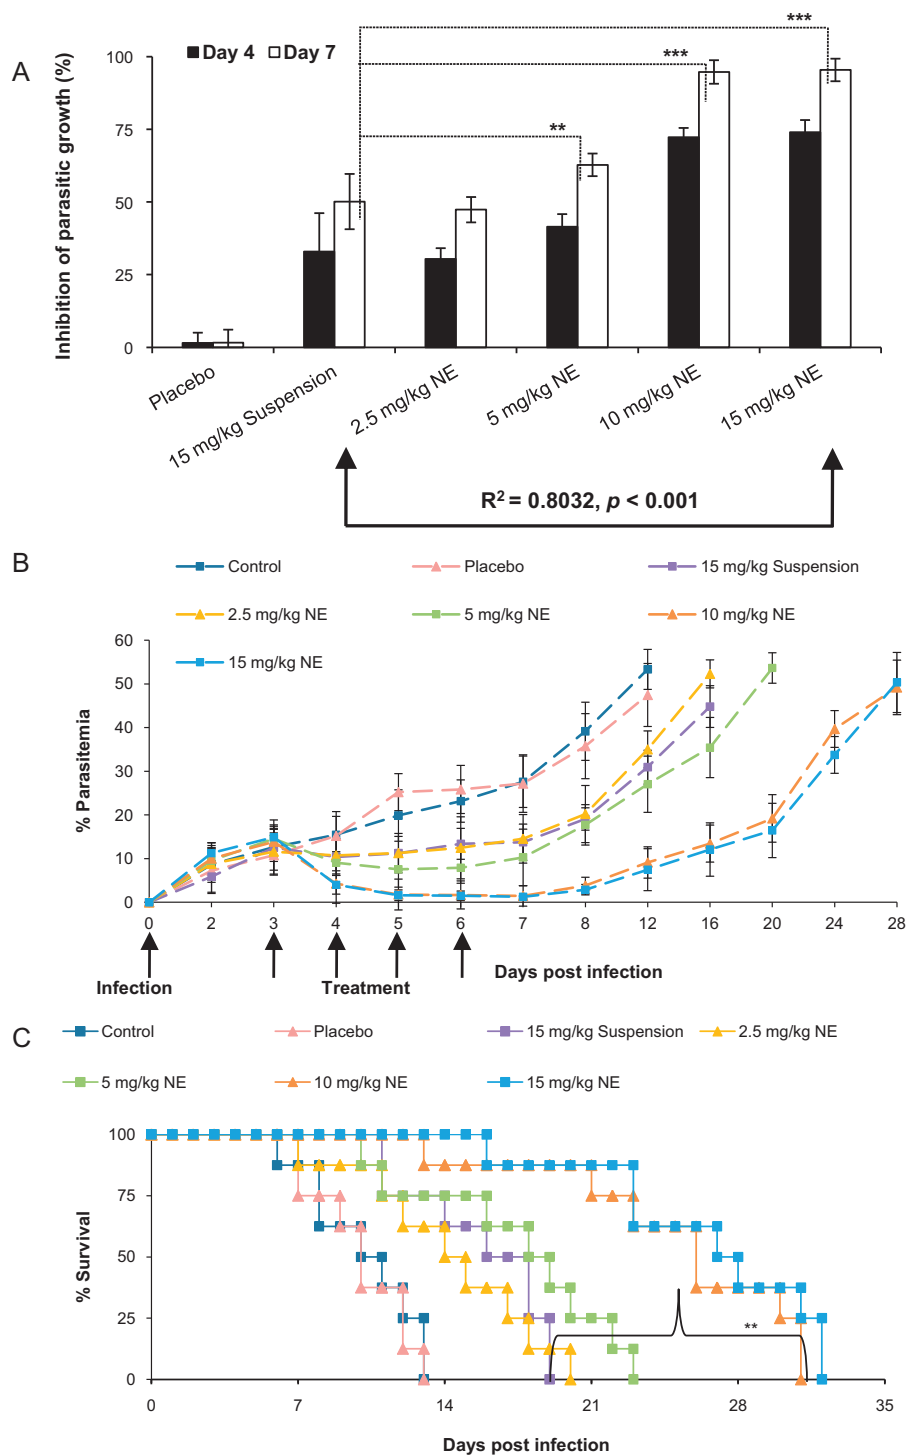 A
Inhibition of parasitic growth (%)
Day 4 Day 7
***
***
**
100
75
50
25
0
Placebo
15 mg/kg Suspension
2.5 mg/kg NE
5 mg/kg NE
10 mg/kg NE
15 mg/kg NE
R² = 0.8032, p < 0.001
B
Control Placebo 15 mg/kg Suspension
2.5 mg/kg NE 5 mg/kg NE 10 mg/kg NE
15 mg/kg NE
% Parasitemia
60
50
40
30
20
10
0
0 2 3 4 5 6 7 8 12 16 20 24 28
Infection Treatment Days post infection
C
Control Placebo 15 mg/kg Suspension 2.5 mg/kg NE
5 mg/kg NE 10 mg/kg NE 15 mg/kg NE
% Survival
100
75
50
25
0
**
0 7 14 21 28 35
Days post infection